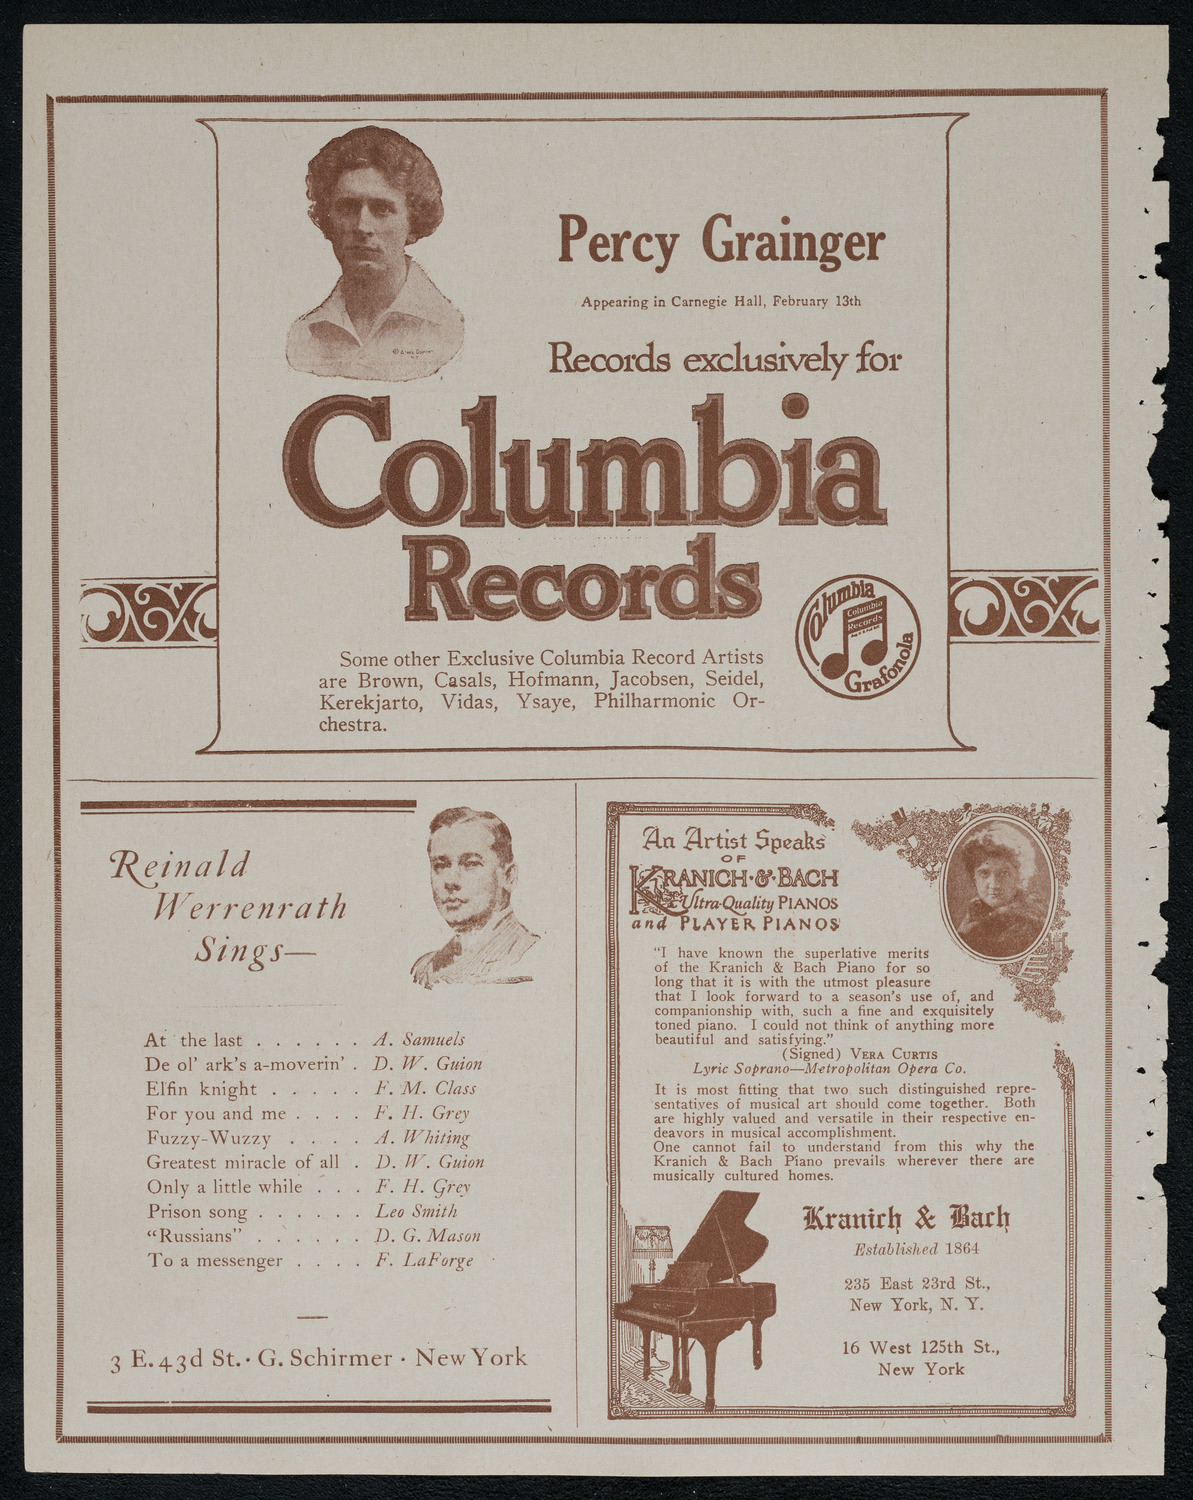 Percy Grainger
Appearing in Carnegie Hall, February 13th
Records exclusively for
Columbia
Records
Columbia
Columbia
Records
Grafonola
Some other Exclusive Columbia Record Artists
are Brown, Casals, Hofmann, Jacobsen, Seidel,
Kerekjarto, Vidas, Ysaye, Philharmonic Or-
chestra.
Reinald
Werrenrath
Sings—
At the last . . . . . . A. Samuels
De ol' ark's a-moverin' . D. W. Guion
Elfin knight . . . . . F. M. Class
For you and me . . . . F. H. Grey
Fuzzy-Wuzzy . . . . A. Whiting
Greatest miracle of all . D. W. Guion
Only a little while . . . F. H. Grey
Prison song . . . . . . Leo Smith
"Russians" . . . . . . D. G. Mason
To a messenger . . . . F. LaForge
3 E. 43d St. · G. Schirmer · New York
An Artist Speaks
OF
KRANICH·&·BACH
Ultra-Quality PIANOS
and PLAYER PIANOS
"I have known the superlative merits
of the Kranich & Bach Piano for so
long that it is with the utmost pleasure
that I look forward to a season's use of, and
companionship with, such a fine and exquisitely
toned piano. I could not think of anything more
beautiful and satisfying."
(Signed) VERA CURTIS
Lyric Soprano—Metropolitan Opera Co.
It is most fitting that two such distinguished repre-
sentatives of musical art should come together. Both
are highly valued and versatile in their respective en-
deavors in musical accomplishment.
One cannot fail to understand from this why the
Kranich & Bach Piano prevails wherever there are
musically cultured homes.
Kranich & Bach
Established 1864
235 East 23rd St.,
New York, N. Y.
16 West 125th St.,
New York